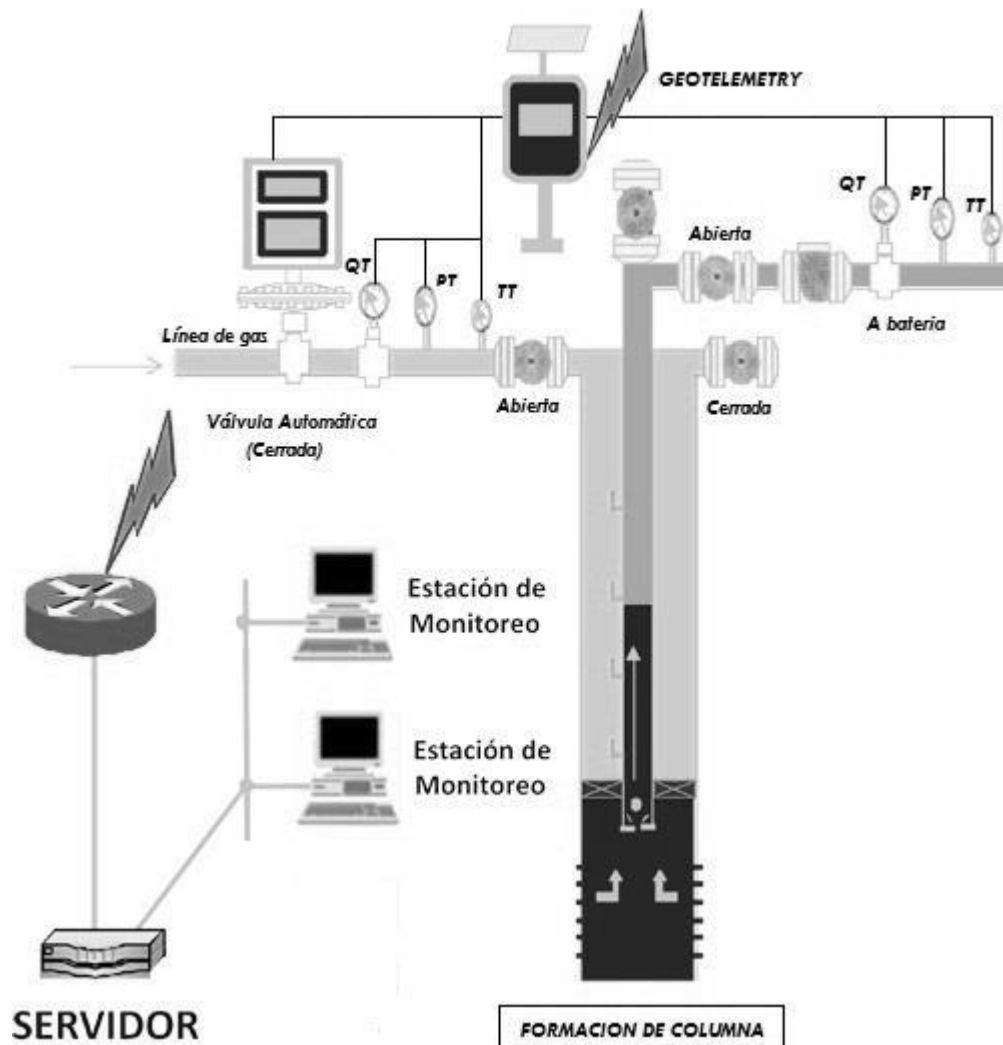 GEOTELEMETRY
QT
PT
TT
QT
PT
TT
Abierta
Línea de gas
A bateria
Abierta
Cerrada
Válvula Automática
(Cerrada)
Estación de
Monitoreo
Estación de
Monitoreo
SERVIDOR
FORMACION DE COLUMNA